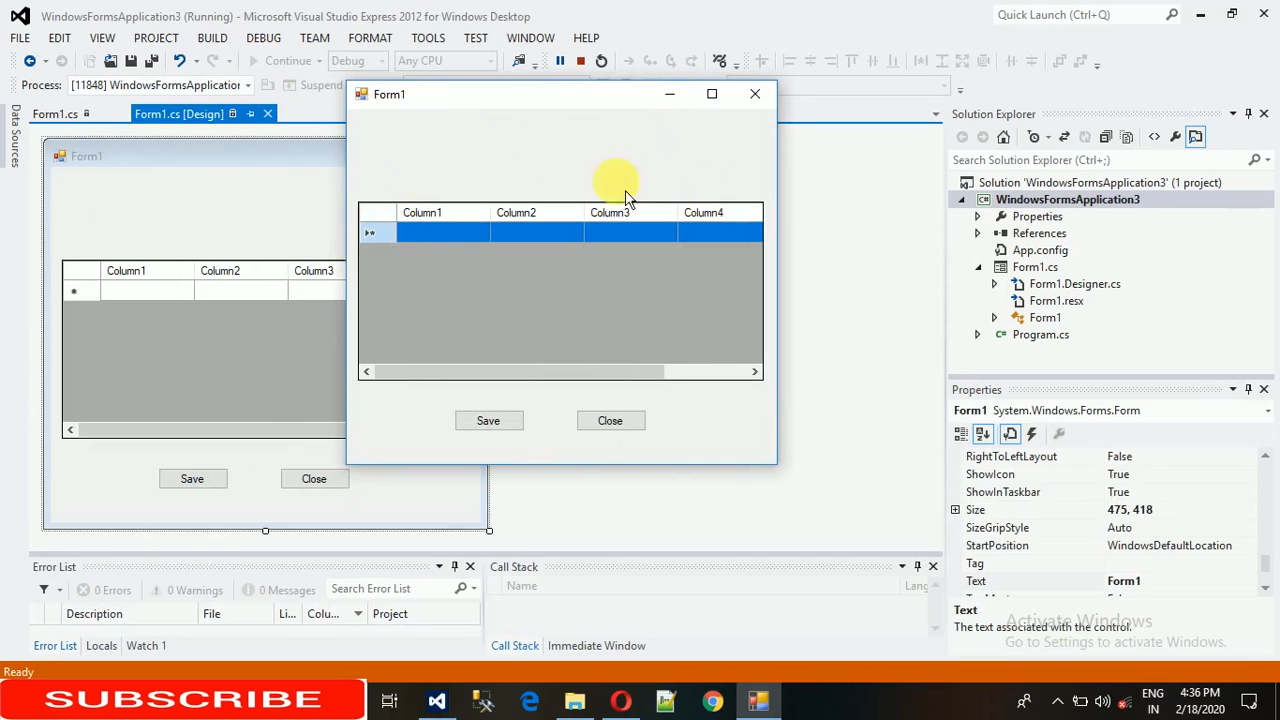 WindowsFormsApplication3 (Running) - Microsoft Visual Studio Express 2012 for Windows Desktop
Quick Launch (Ctrl+Q)
FILE EDIT VIEW PROJECT BUILD DEBUG TEAM FORMAT TOOLS TEST WINDOW HELP
Continue Debug Any CPU
Process: [11848] WindowsFormsApplication Suspend
Form1.cs Form1.cs [Design]
Data Sources
Form1
Column1 Column2 Column3
Save Close
Form1
Column1 Column2 Column3 Column4
Save Close
Solution Explorer
Search Solution Explorer (Ctrl+;)
Solution 'WindowsFormsApplication3' (1 project)
WindowsFormsApplication3
Properties
References
App.config
Form1.cs
Form1.Designer.cs
Form1.resx
Form1
Program.cs
Properties
Form1 System.Windows.Forms.Form
RightToLeftLayout False
ShowIcon True
ShowInTaskbar True
Size 475, 418
SizeGripStyle Auto
StartPosition WindowsDefaultLocation
Tag
Text Form1
Text
The text associated with the control.
Activate Windows
Go to Settings to activate Windows.
Error List
0 Errors 0 Warnings 0 Messages Search Error List
Description File Li... Colu... Project
Error List Locals Watch 1
Call Stack
Name Lang
Call Stack Immediate Window
Ready
SUBSCRIBE
ENG
IN
4:36 PM
2/18/2020